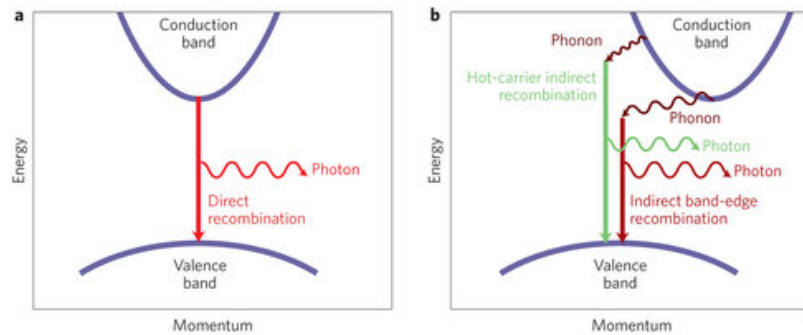 a
Conduction
band
Energy
Photon
Direct
recombination
Valence
band
Momentum
b
Phonon
Conduction
band
Hot-carrier indirect
recombination
Phonon
Energy
Photon
Photon
Indirect band-edge
recombination
Valence
band
Momentum